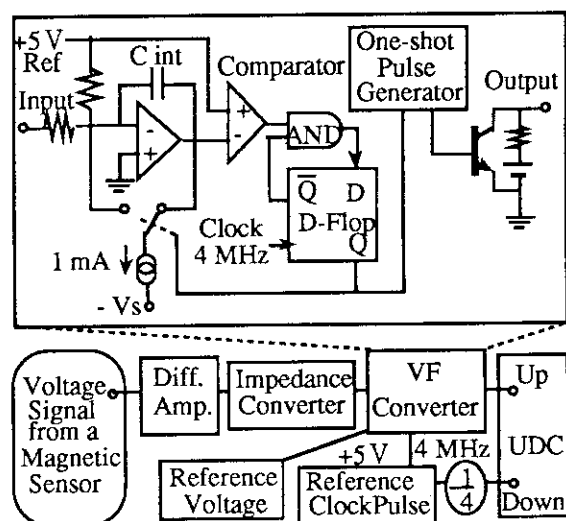 +5 V
Ref
C int
Comparator
One-shot
Pulse
Generator
Output
Input
-
+
+
-
AND
Q̅ D
D-Flop
Q
Clock
4 MHz
1 mA
- Vs
Voltage
Signal
from a
Magnetic
Sensor
Diff.
Amp.
Impedance
Converter
VF
Converter
Up
UDC
Down
Reference
Voltage
+5 V
4 MHz
Reference
ClockPulse
1
4